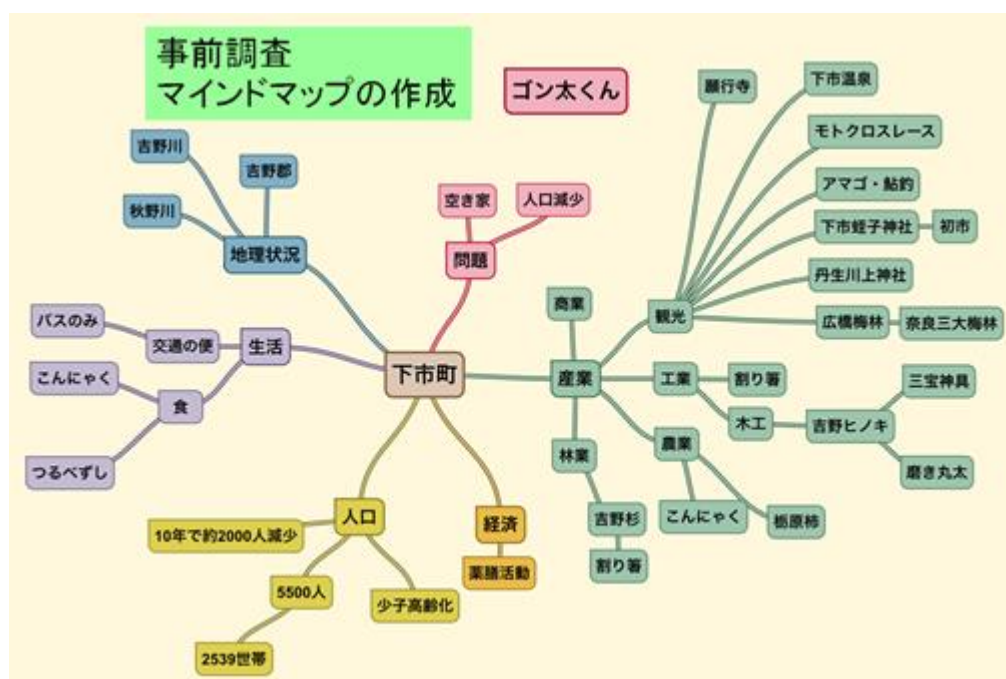 事前調査
マインドマップの作成
ゴン太くん
吉野川
吉野郡
秋野川
地理状況
空き家
人口減少
問題
願行寺
下市温泉
モトクロスレース
アマゴ・鮎釣
下市蛭子神社
初市
丹生川上神社
広橋梅林
奈良三大梅林
観光
商業
産業
工業
割り箸
木工
吉野ヒノキ
三宝神具
磨き丸太
農業
こんにゃく
栃原柿
林業
吉野杉
割り箸
バスのみ
交通の便
生活
こんにゃく
食
つるべずし
下市町
人口
10年で約2000人減少
5500人
2539世帯
少子高齢化
経済
薬膳活動